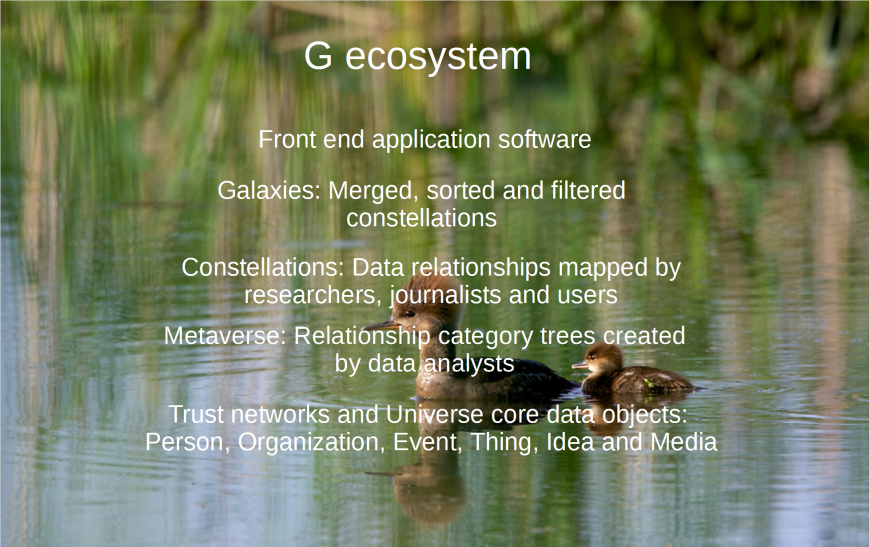 G ecosystem
Front end application software
Galaxies: Merged, sorted and filtered
constellations
Constellations: Data relationships mapped by
researchers, journalists and users
Metaverse: Relationship category trees created
by data analysts
Trust networks and Universe core data objects:
Person, Organization, Event, Thing, Idea and Media